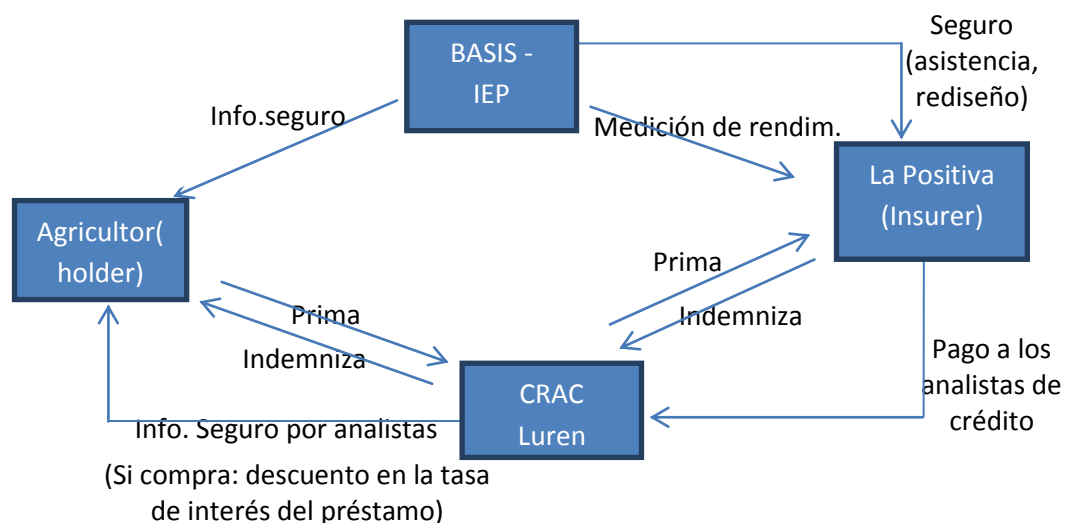 BASIS -
IEP
Seguro
(asistencia,
rediseño)
Info.seguro
Medición de rendim.
La Positiva
(Insurer)
Agricultor(
holder)
Prima
Indemniza
Prima
Indemniza
CRAC
Luren
Pago a los
analistas de
crédito
Info. Seguro por analistas
(Si compra: descuento en la tasa
de interés del préstamo)